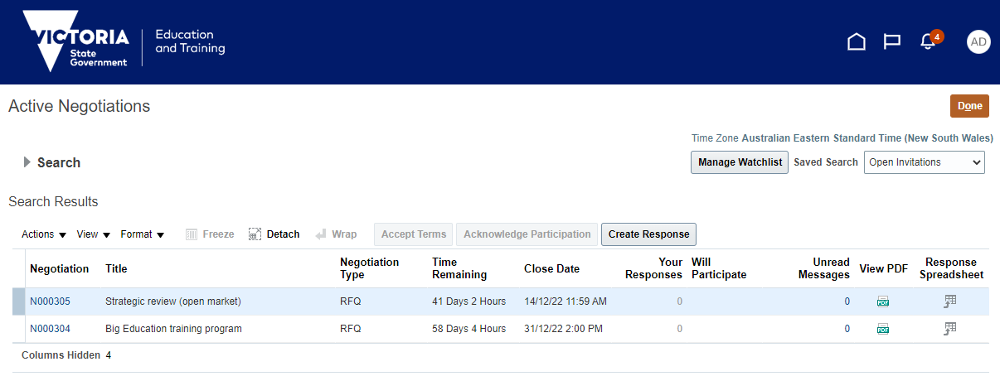 VICTORIA
State
Government
Education
and Training
4
AD
Active Negotiations
Done
Time Zone Australian Eastern Standard Time (New South Wales)
Search
Manage Watchlist Saved Search Open Invitations
Search Results
Actions View Format Freeze Detach Wrap Accept Terms Acknowledge Participation Create Response
Negotiation Title Negotiation Type Time Remaining Close Date Your Responses Will Participate Unread Messages View PDF Response Spreadsheet
N000305 Strategic review (open market) RFQ 41 Days 2 Hours 14/12/22 11:59 AM 0 0 PDF
N000304 Big Education training program RFQ 58 Days 4 Hours 31/12/22 2:00 PM 0 0 PDF
Columns Hidden 4